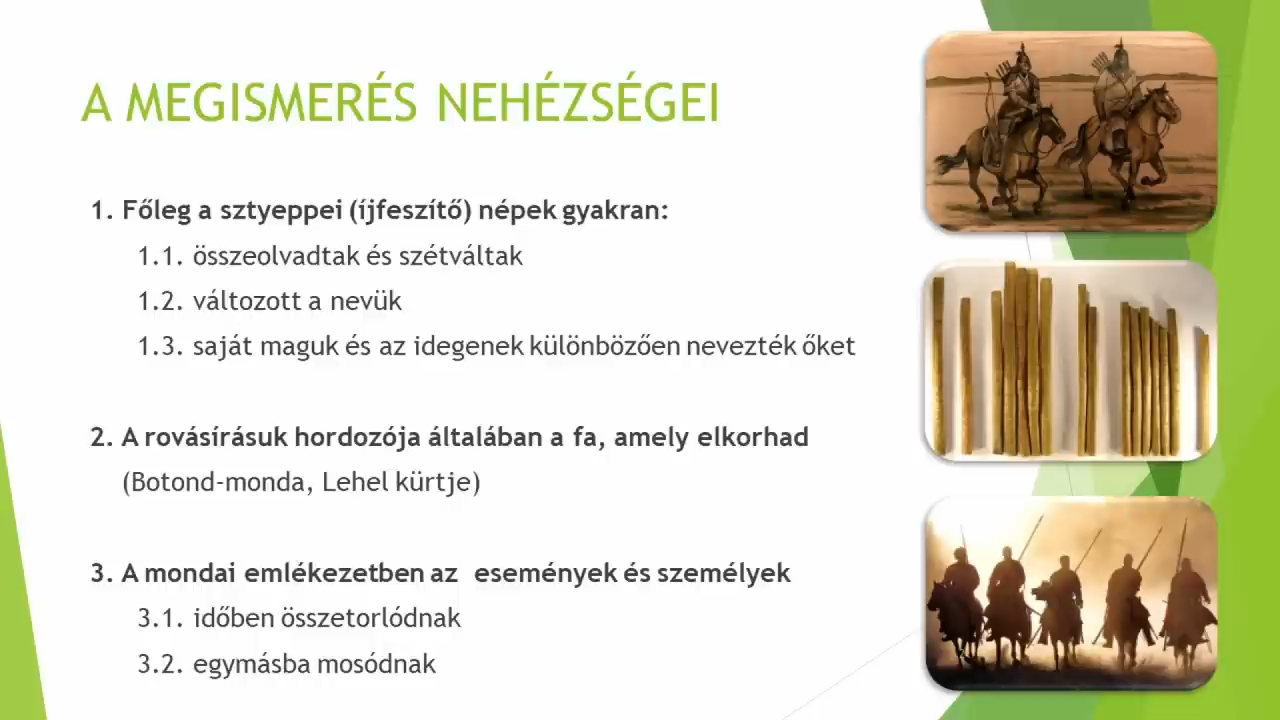 A MEGISMERÉS NEHÉZSÉGEI
1. Főleg a sztyeppei (íjfeszítő) népek gyakran:
1.1. összeolvadtak és szétváltak
1.2. változott a nevük
1.3. saját maguk és az idegenek különbözően nevezték őket
2. A rovásírásuk hordozója általában a fa, amely elkorhad
(Botond-monda, Lehel kürtje)
3. A mondai emlékezetben az események és személyek
3.1. időben összetorlódnak
3.2. egymásba mosódnak